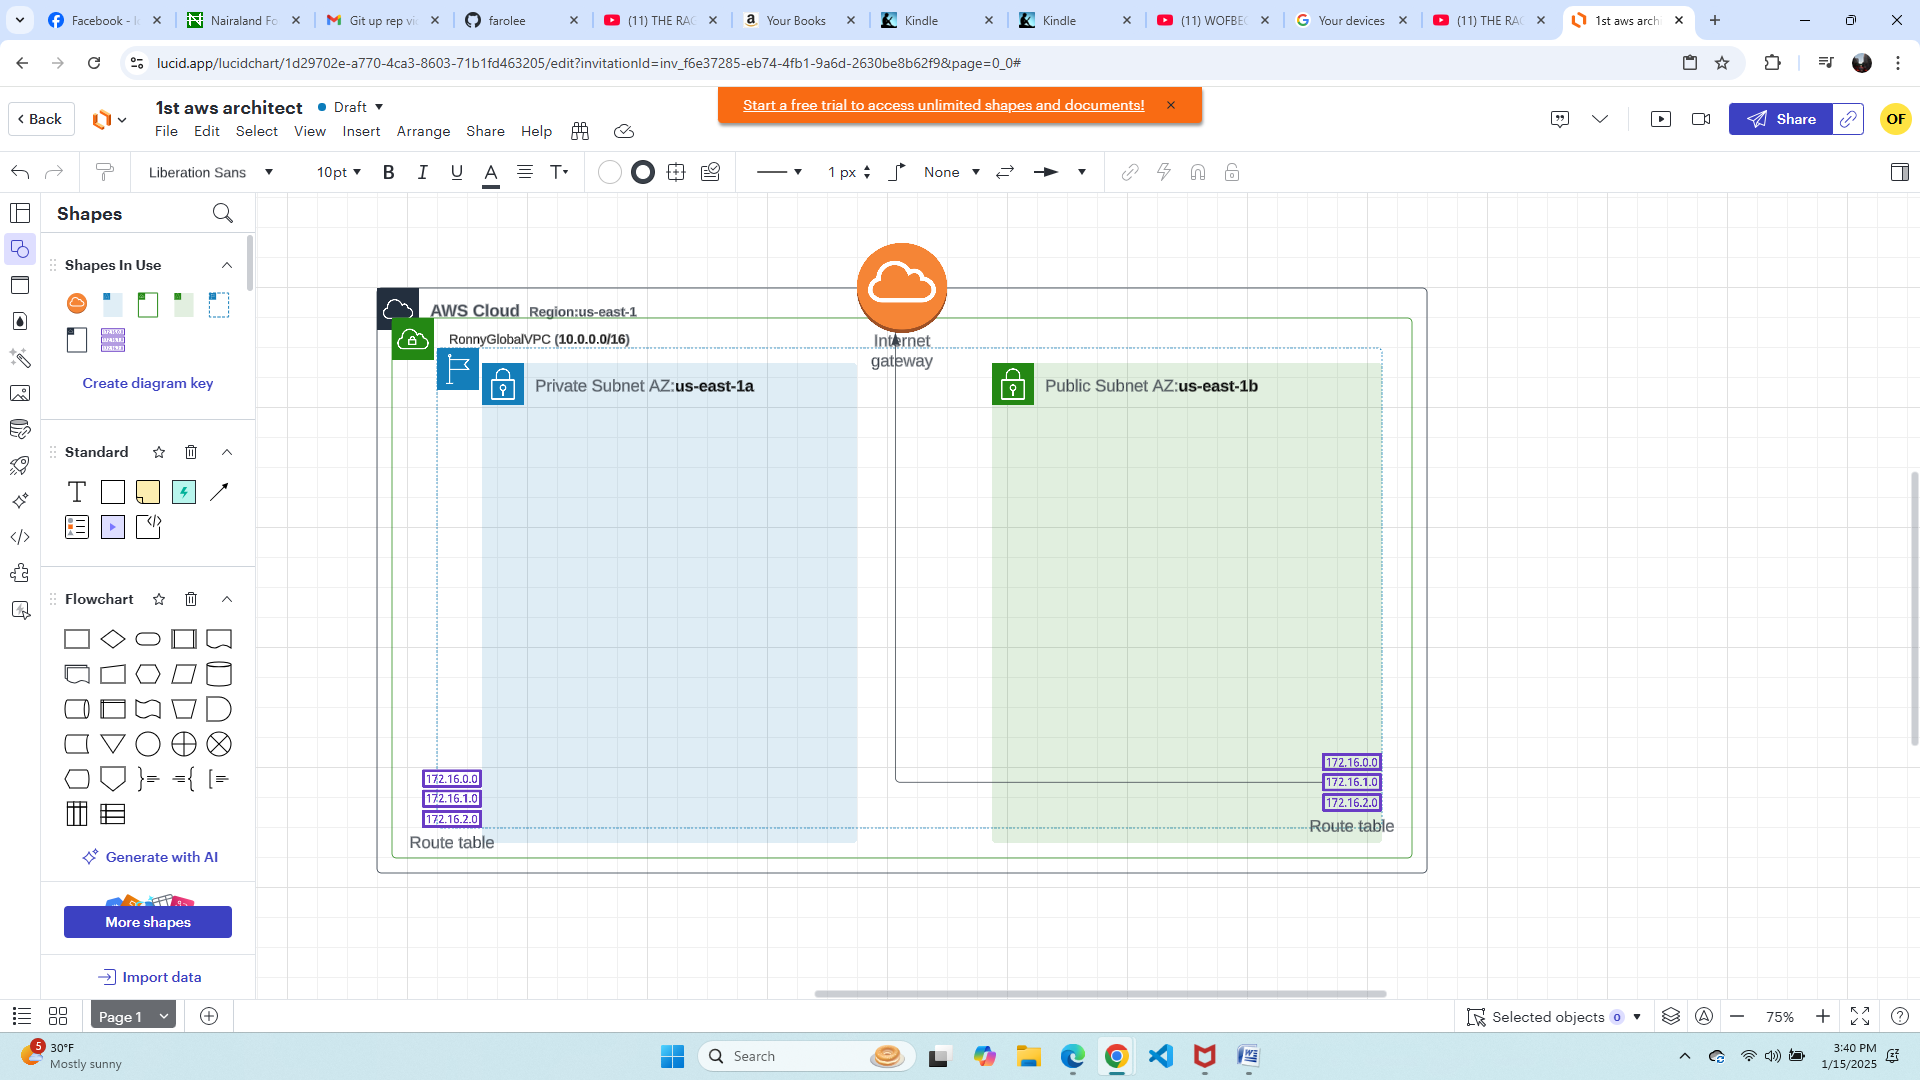 Facebook - l
Nairaland Fo
Git up rep vi
farolee
(11) THE RAC
Your Books
Kindle
Kindle
(11) WOFBEC
Your devices
(11) THE RAC
1st aws archi
lucid.app/lucidchart/1d29702e-a770-4ca3-8603-71b1fd463205/edit?invitationId=inv_f6e37285-eb74-4fb1-9a6d-2630be8b62f9&page=0_0#
Back
1st aws architect
Draft
Start a free trial to access unlimited shapes and documents!
Share
OF
File Edit Select View Insert Arrange Share Help
Liberation Sans
10pt
B I U A T
1 px
None
Shapes
Shapes In Use
Create diagram key
Standard
Flowchart
Generate with AI
More shapes
Import data
AWS Cloud Region:us-east-1
RonnyGlobalVPC (10.0.0.0/16)
Internet
gateway
Private Subnet AZ:us-east-1a
Public Subnet AZ:us-east-1b
172.16.0.0
172.16.1.0
172.16.2.0
Route table
172.16.0.0
172.16.1.0
172.16.2.0
Route table
Page 1
Selected objects 0
75%
5
30°F
Mostly sunny
Search
3:40 PM
1/15/2025